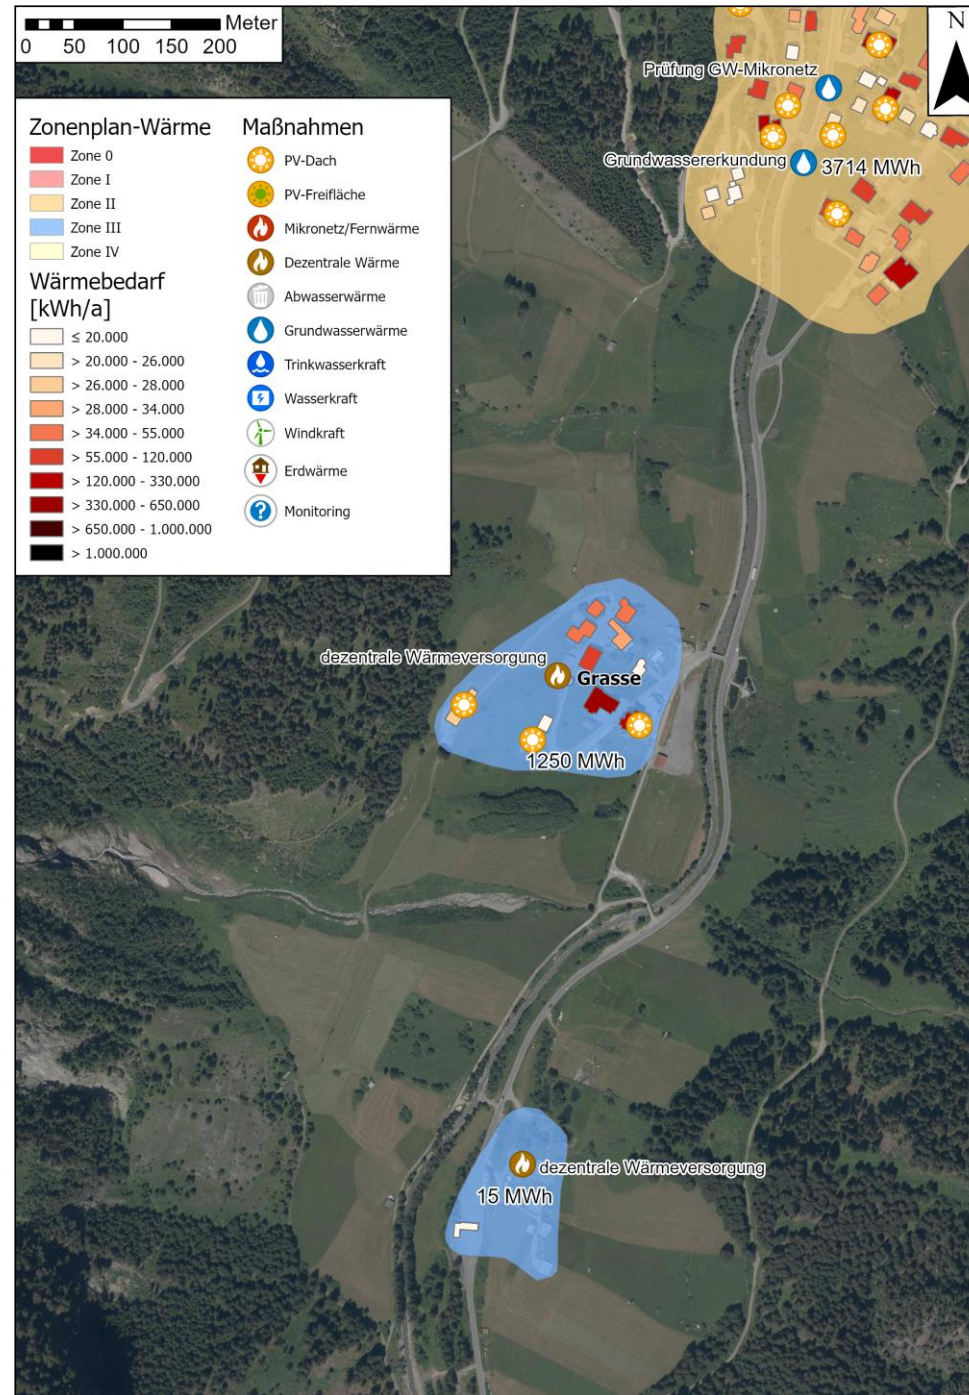 Meter
0 50 100 150 200
N
Zonenplan-Wärme
Zone 0
Zone I
Zone II
Zone III
Zone IV
Wärmebedarf
[kWh/a]
≤ 20.000
> 20.000 - 26.000
> 26.000 - 28.000
> 28.000 - 34.000
> 34.000 - 55.000
> 55.000 - 120.000
> 120.000 - 330.000
> 330.000 - 650.000
> 650.000 - 1.000.000
> 1.000.000
Maßnahmen
PV-Dach
PV-Freifläche
Mikronetz/Fernwärme
Dezentrale Wärme
Abwasserwärme
Grundwasserwärme
Trinkwasserkraft
Wasserkraft
Windkraft
Erdwärme
? Monitoring
Prüfung GW-Mikronetz
Grundwassererkundung
3714 MWh
dezentrale Wärmeversorgung
Grasse
1250 MWh
dezentrale Wärmeversorgung
15 MWh